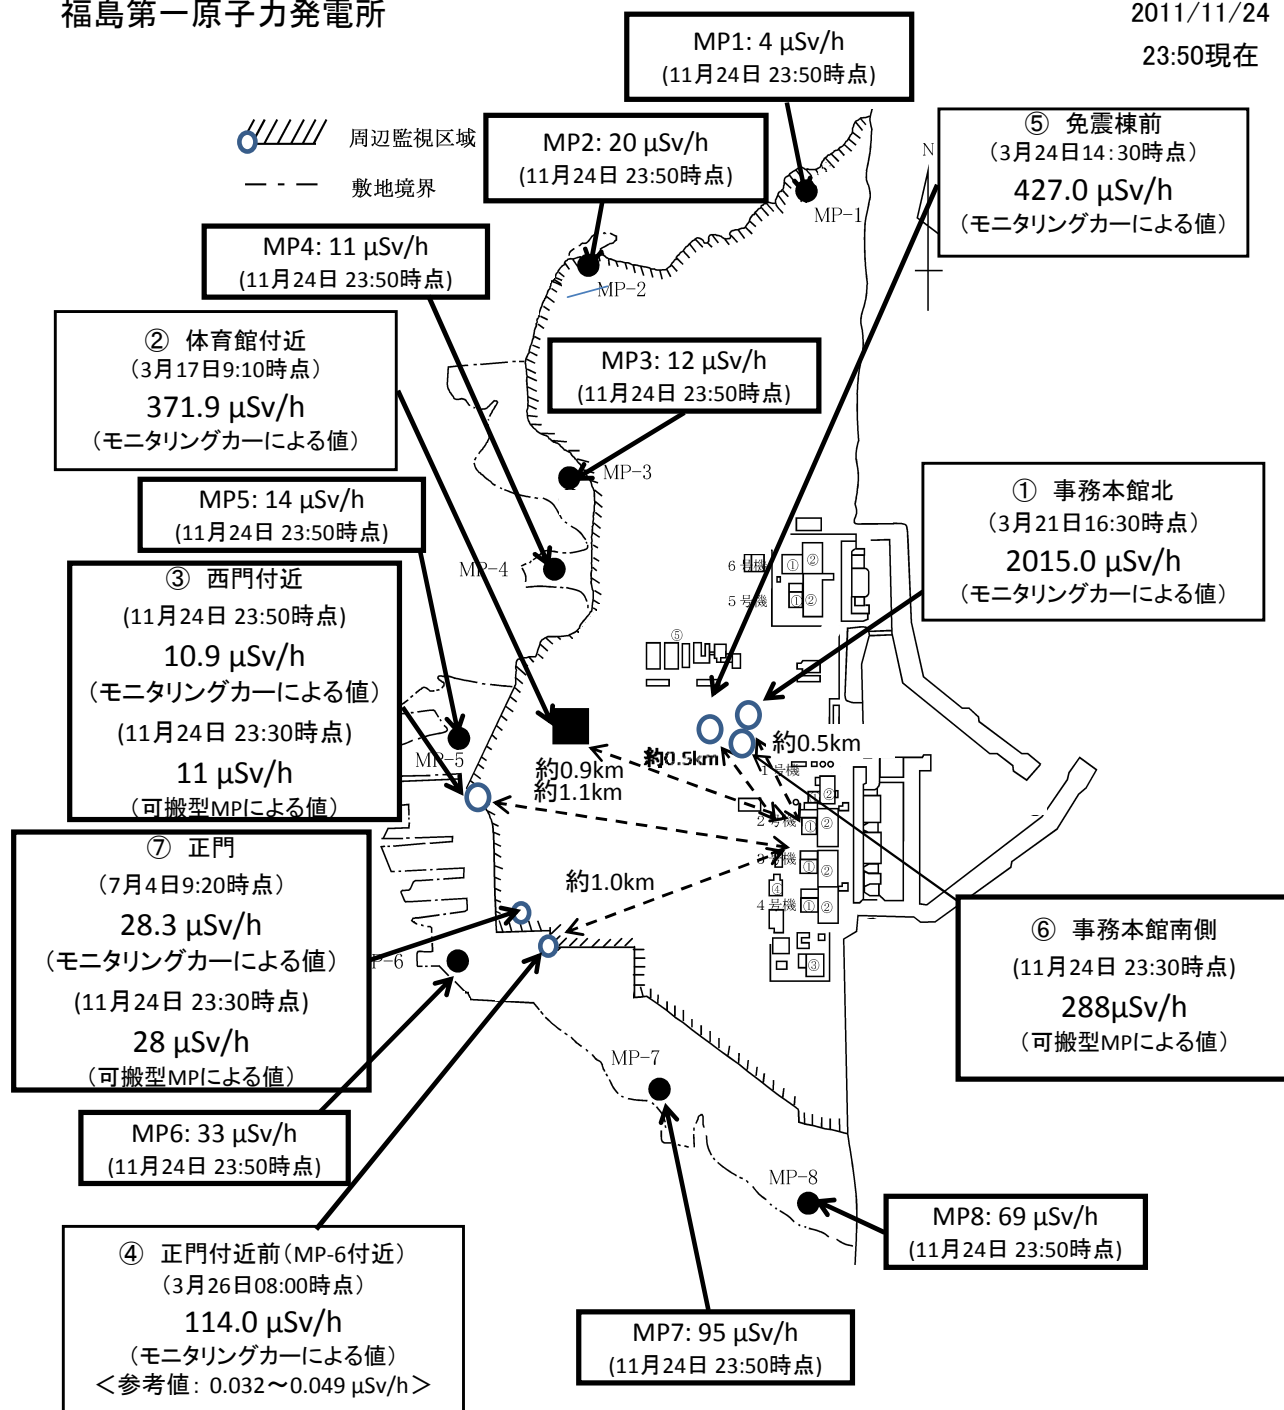 福島第一原子力発電所
2011/11/24
23:50現在
MP1: 4 μSv/h
(11月24日 23:50時点)
周辺監視区域
敷地境界
MP2: 20 μSv/h
(11月24日 23:50時点)
⑤ 免震棟前
(3月24日14:30時点)
427.0 μSv/h
(モニタリングカーによる値)
N
MP-1
MP4: 11 μSv/h
(11月24日 23:50時点)
MP-2
② 体育館付近
(3月17日9:10時点)
371.9 μSv/h
(モニタリングカーによる値)
MP3: 12 μSv/h
(11月24日 23:50時点)
MP-3
MP5: 14 μSv/h
(11月24日 23:50時点)
① 事務本館北
(3月21日16:30時点)
2015.0 μSv/h
(モニタリングカーによる値)
MP-4
6号機
① ②
5号機
① ②
③ 西門付近
(11月24日 23:50時点)
10.9 μSv/h
(モニタリングカーによる値)
(11月24日 23:30時点)
11 μSv/h
(可搬型MPによる値)
⑤
MP-5
約0.9km
約1.1km
約0.5km
約0.5km
1号機
②
2号機
① ②
3号機
① ②
④
4号機
① ②
③
約1.0km
⑦ 正門
(7月4日9:20時点)
28.3 μSv/h
(モニタリングカーによる値)
(11月24日 23:30時点)
28 μSv/h
(可搬型MPによる値)
P-6
⑥ 事務本館南側
(11月24日 23:30時点)
288μSv/h
(可搬型MPによる値)
MP-7
MP6: 33 μSv/h
(11月24日 23:50時点)
MP-8
MP8: 69 μSv/h
(11月24日 23:50時点)
④ 正門付近前(MP-6付近)
(3月26日08:00時点)
114.0 μSv/h
(モニタリングカーによる値)
<参考値: 0.032～0.049 μSv/h>
MP7: 95 μSv/h
(11月24日 23:50時点)